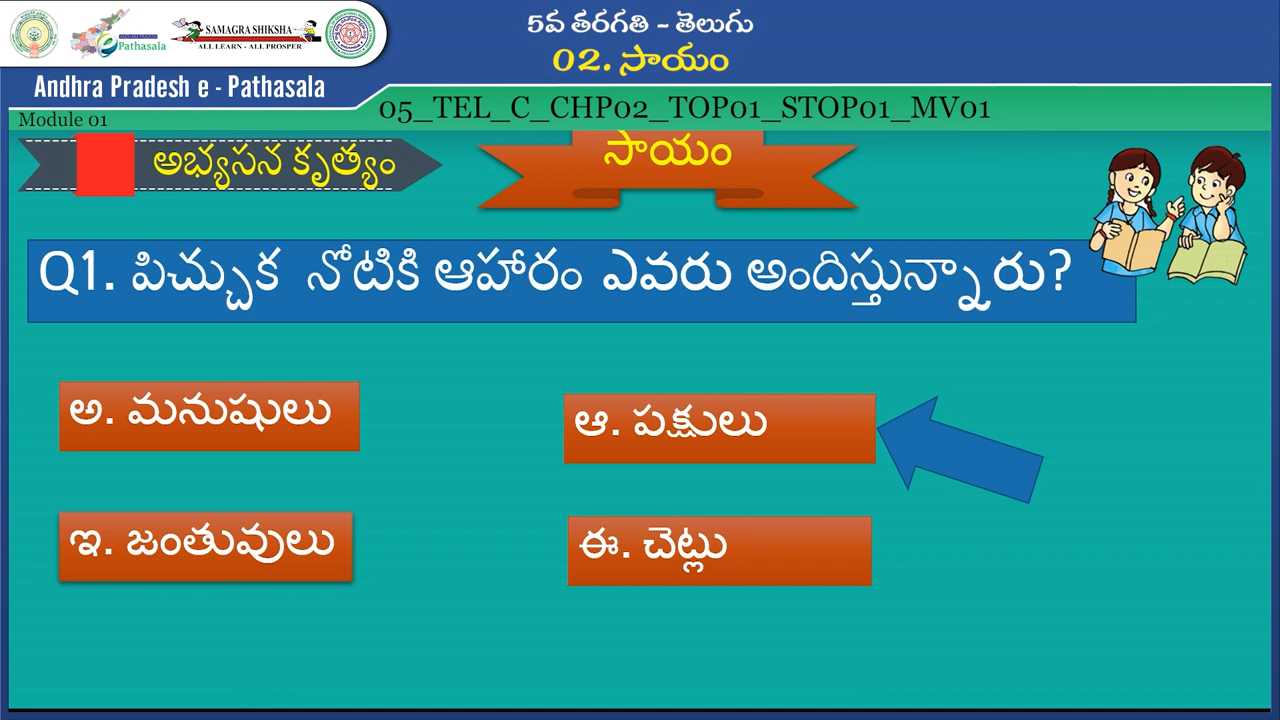 5వ తరగతి - తెలుగు
02. సాయం
SAMAGRA SHIKSHA
ALL LEARN - ALL PROSPER
Pathasala
Andhra Pradesh e - Pathasala
05_TEL_C_CHP02_TOP01_STOP01_MV01
Module 01
అభ్యసన కృత్యం
సాయం
Q1. పిచ్చుక నోటికి ఆహారం ఎవరు అందిస్తున్నారు?
అ. మనుషులు
ఆ. పక్షులు
ఇ. జంతువులు
ఈ. చెట్లు